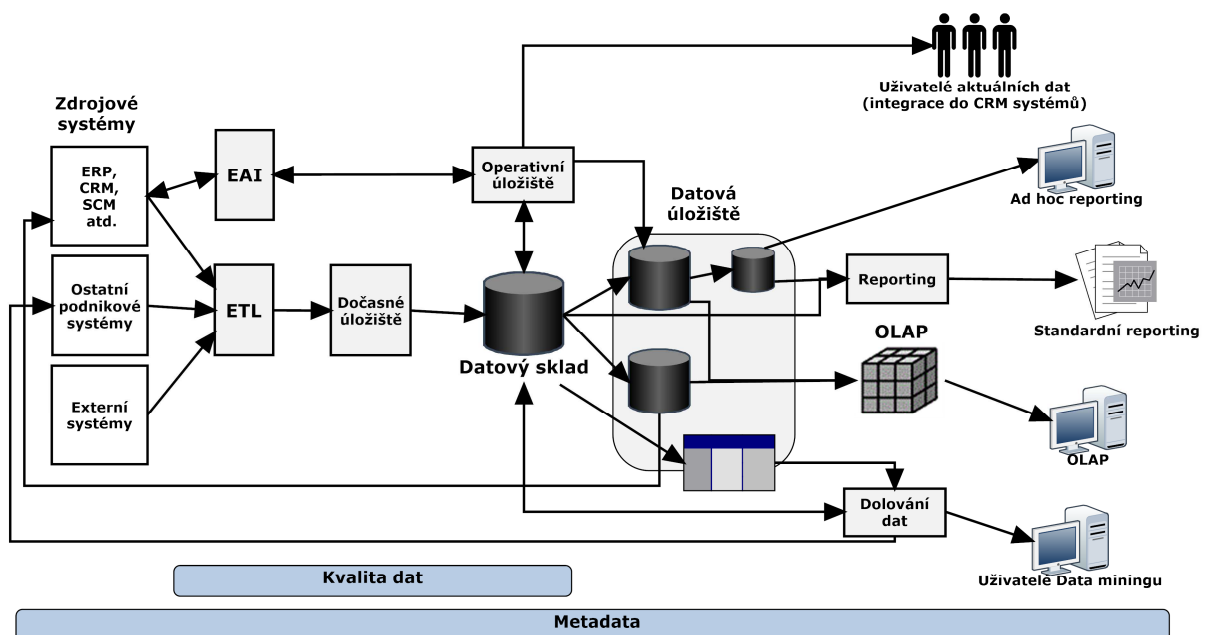 Uživatelé aktuálních dat
(integrace do CRM systémů)
Zdrojové
systémy
ERP,
CRM,
SCM
atd.
EAI
Operativní
úložiště
Datová
úložiště
Ad hoc reporting
Ostatní
podnikové
systémy
ETL
Dočasné
úložiště
Datový sklad
Reporting
Standardní reporting
OLAP
Externí
systémy
OLAP
Dolování
dat
Uživatelé Data miningu
Kvalita dat
Metadata